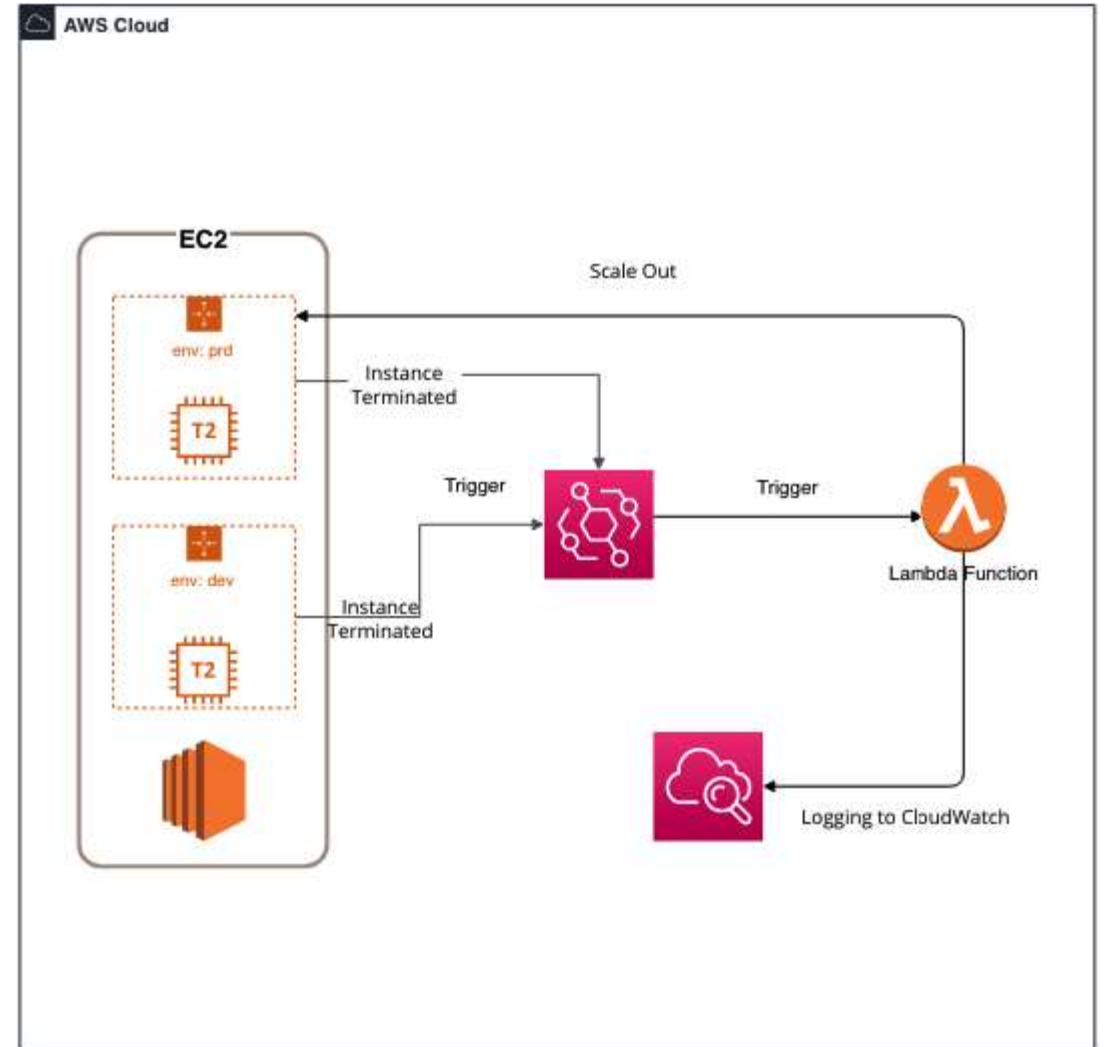 AWS Cloud
EC2
Scale Out
env: prd
Instance
Terminated
T2
Trigger
Trigger
env: dev
Lambda Function
Instance
Terminated
T2
Logging to CloudWatch